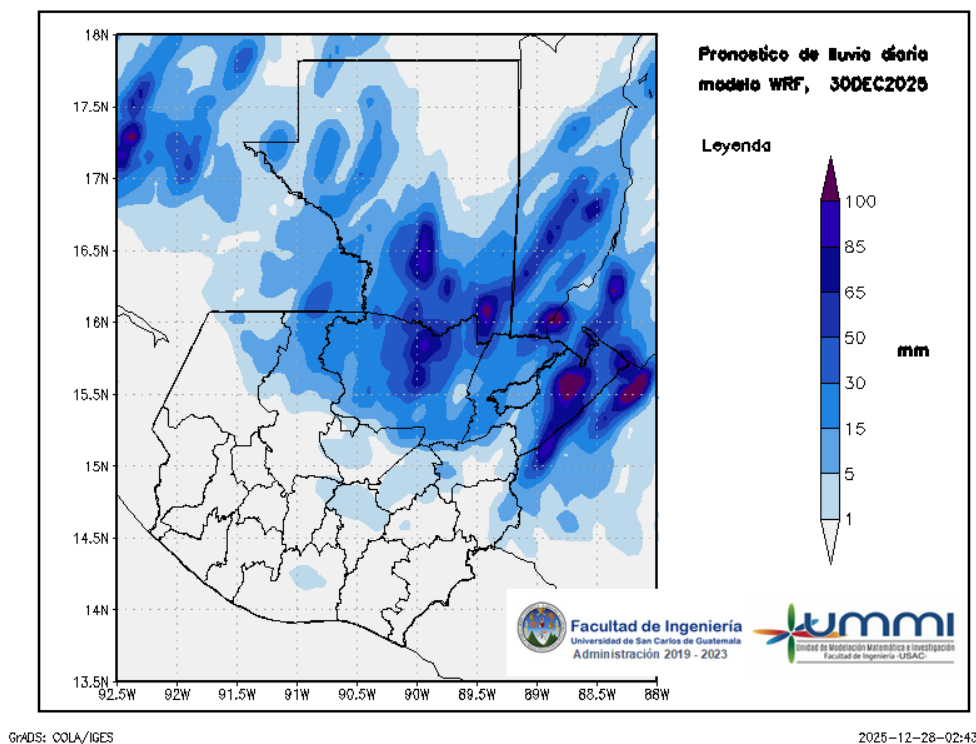 Pronostico de lluvia diaria
modelo WRF, 30DEC2025
Leyenda
18N
17.5N
17N
16.5N
16N
15.5N
15N
14.5N
14N
13.5N
92.5W
92W
91.5W
91W
90.5W
90W
89.5W
89W
88.5W
88W
100
85
65
50
30
15
5
1
mm
Facultad de Ingeniería
Universidad de San Carlos de Guatemala
Administración 2019 - 2023
ummi
Unidad de Modelación Matemática e Investigación
Facultad de Ingeniería -USAC-
GrADS: COLA/IGES
2025-12-28-02:43